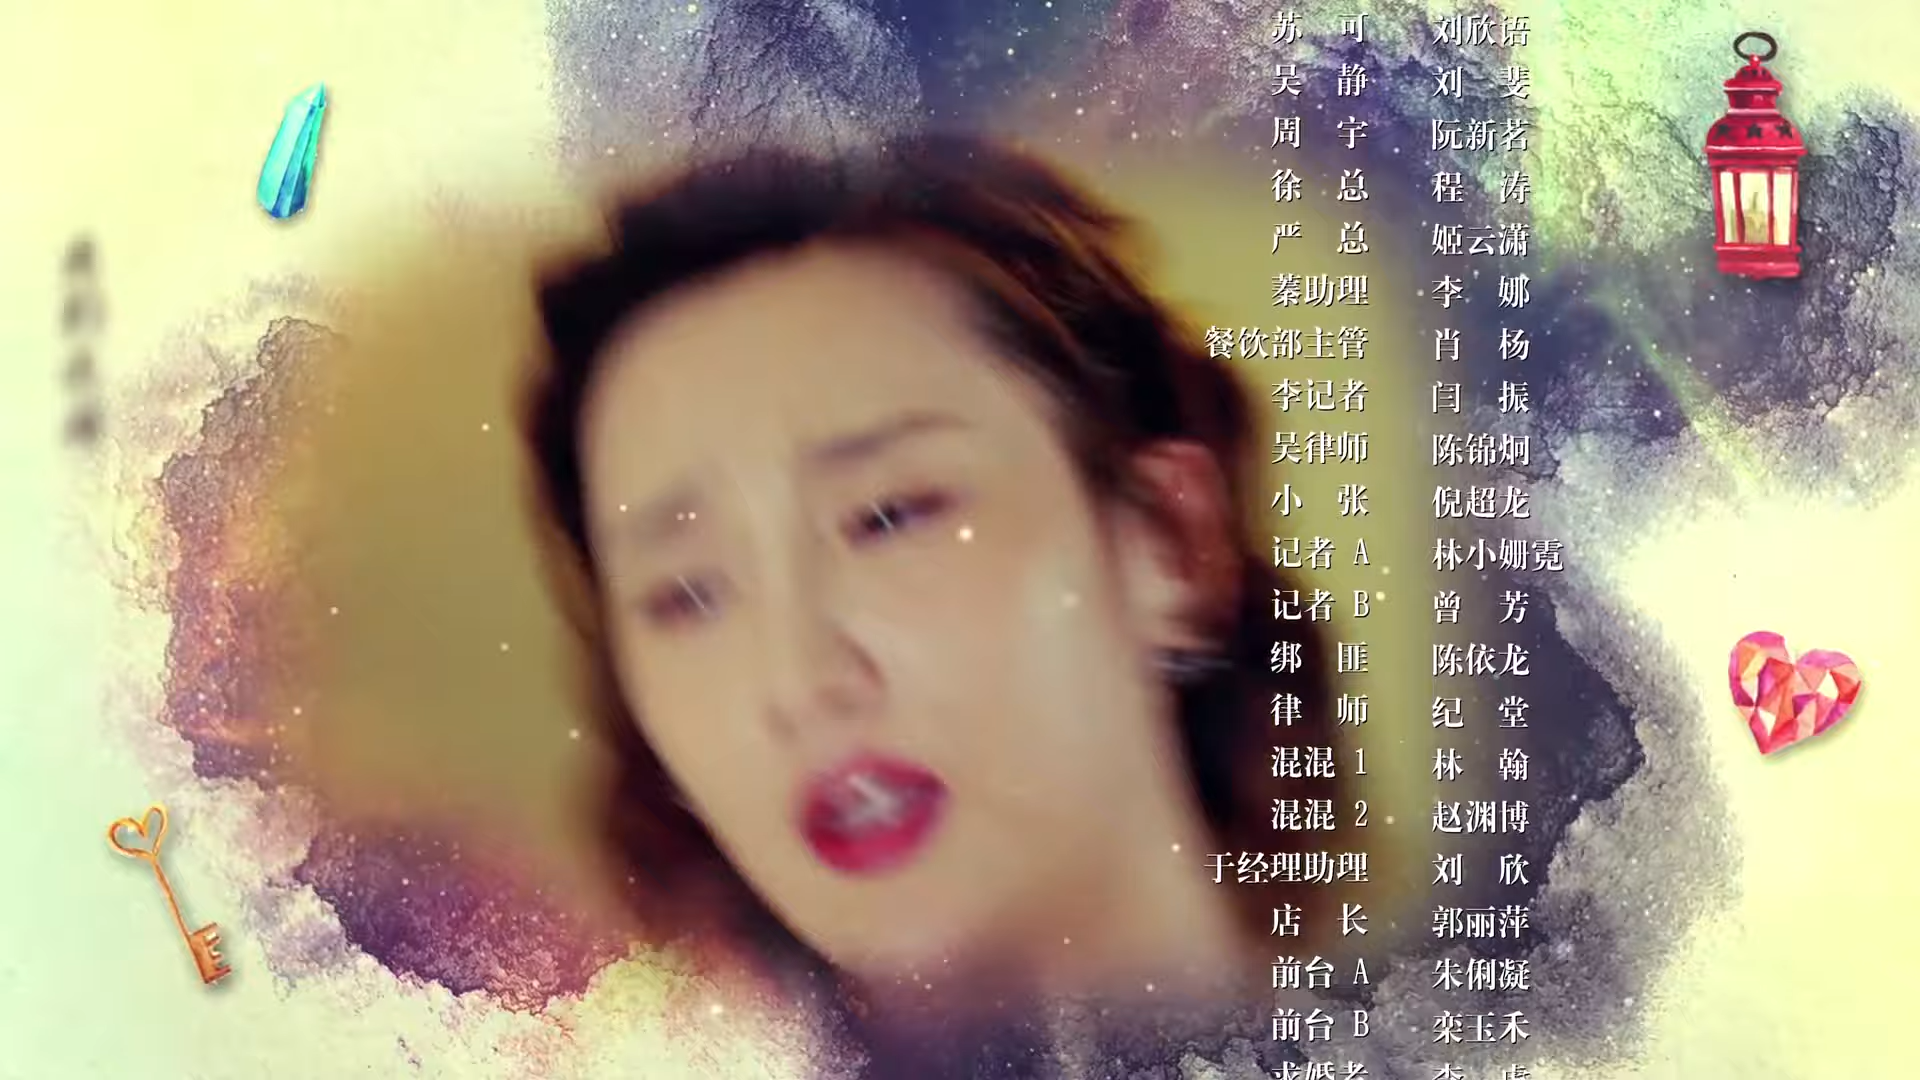 苏 可 刘欣语
吴 静 刘 斐
周 宇 阮新茗
徐 总 程 涛
严 总 姬云潇
蓁助理 李 娜
餐饮部主管 肖 杨
李记者 闫 振
吴律师 陈锦炯
小 张 倪超龙
记者 A 林小姗霓
记者 B 曾 芳
绑 匪 陈依龙
律 师 纪 堂
混混 1 林 翰
混混 2 赵渊博
于经理助理 刘 欣
店 长 郭丽萍
前台 A 朱俐凝
前台 B 栾玉禾
求婚者 李